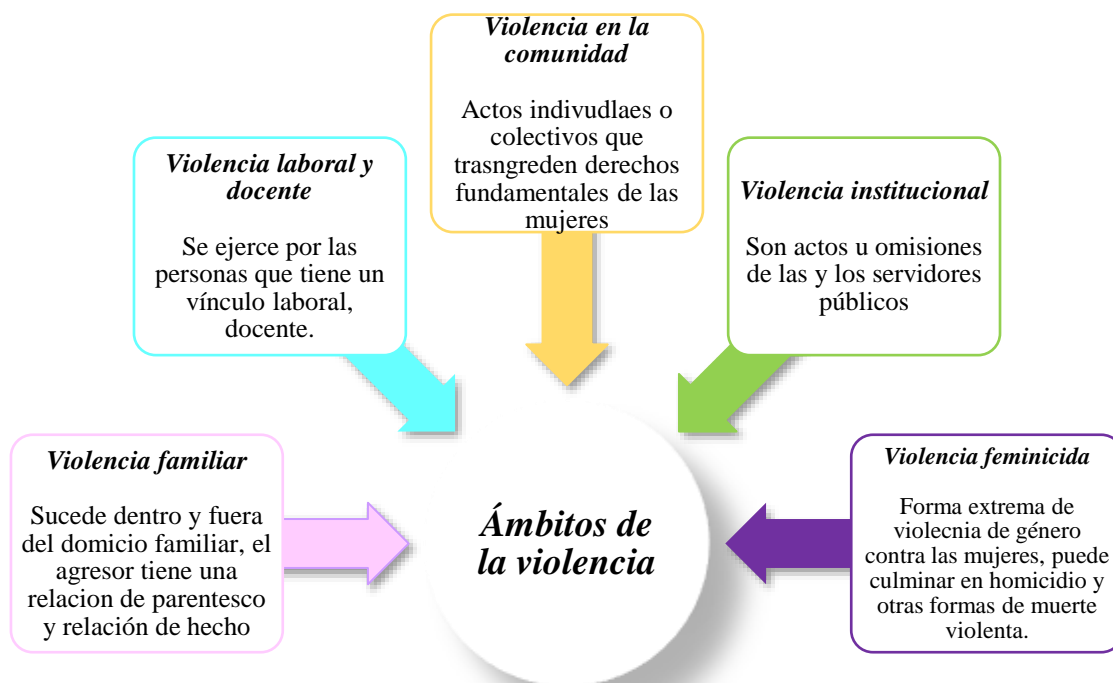 Violencia en la
comunidad
Actos indivudlaes o
colectivos que
trasngreden derechos
fundamentales de las
mujeres
Violencia laboral y
docente
Se ejerce por las
personas que tiene un
vínculo laboral,
docente.
Violencia institucional
Son actos u omisiones
de las y los servidores
públicos
Violencia familiar
Sucede dentro y fuera
del domicio familiar, el
agresor tiene una
relacion de parentesco
y relación de hecho
Ámbitos de
la violencia
Violencia feminicida
Forma extrema de
violecnia de género
contra las mujeres, puede
culminar en homicidio y
otras formas de muerte
violenta.